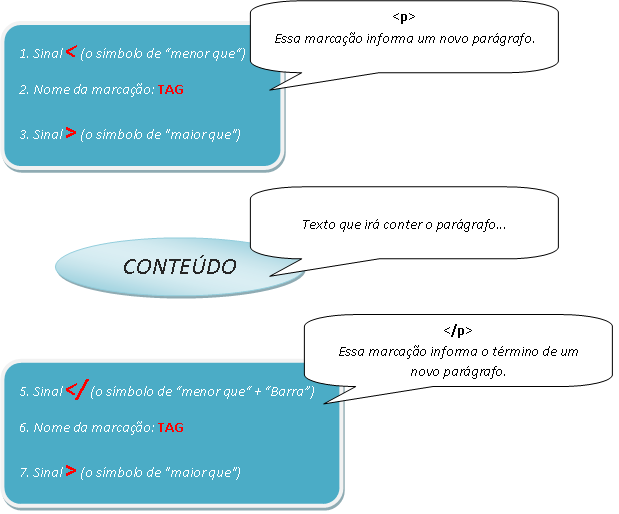 <p>
Essa marcação informa um novo parágrafo.
1. Sinal < (o símbolo de “menor que”)
2. Nome da marcação: TAG
3. Sinal > (o símbolo de “maior que”)
Texto que irá conter o parágrafo...
CONTEÚDO
</p>
Essa marcação informa o término de um
novo parágrafo.
5. Sinal </ (o símbolo de “menor que” + “Barra”)
6. Nome da marcação: TAG
7. Sinal > (o símbolo de “maior que”)